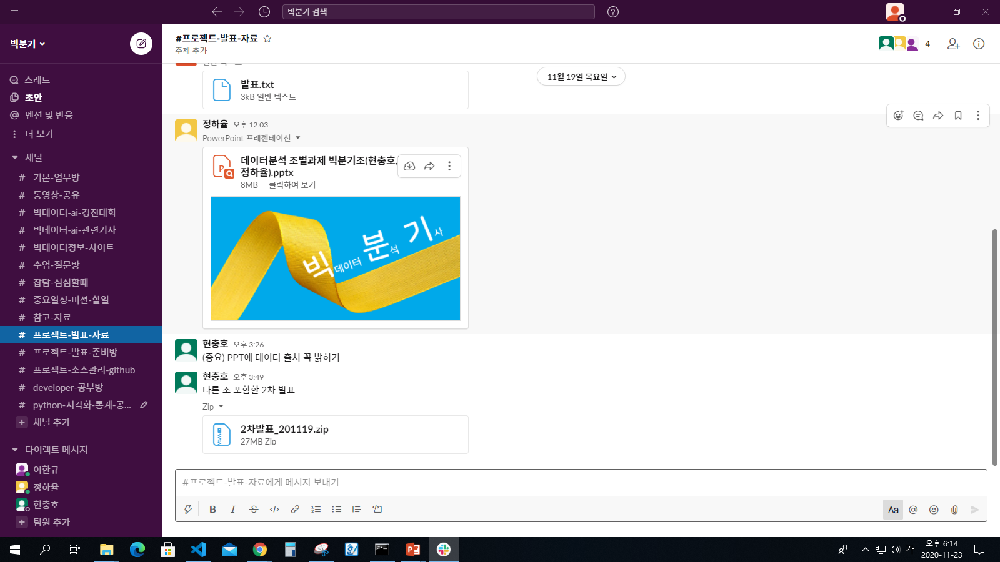 빅분기 검색
빅분기
#프로젝트-발표-자료
주제 추가
4
스레드
초안
멘션 및 반응
더 보기
채널
# 기본-업무방
# 동영상-공유
# 빅데이터-ai-경진대회
# 빅데이터-ai-관련기사
# 빅데이터정보-사이트
# 수업-질문방
# 잡담-심심할때
# 중요일정-미션-할일
# 참고-자료
# 프로젝트-발표-자료
# 프로젝트-발표-준비방
# 프로젝트-소스관리-github
# developer-공부방
# python-시각화-통계-공...
+ 채널 추가
다이렉트 메시지
이한규
정하율
현충호
+ 팀원 추가
일반 텍스트
11월 19일 목요일
발표.txt
3kB 일반 텍스트
정하율 오후 12:03
PowerPoint 프레젠테이션
데이터분석 조별과제 빅분기조(현충호,
정하율).pptx
8MB — 클릭하여 보기
빅데이터 분석 기사
현충호 오후 3:26
(중요) PPT에 데이터 출처 꼭 밝히기
현충호 오후 3:49
다른 조 포함한 2차 발표
Zip
2차발표_201119.zip
27MB Zip
#프로젝트-발표-자료에게 메시지 보내기
B I S </> Aa @
가
오후 6:14
2020-11-23